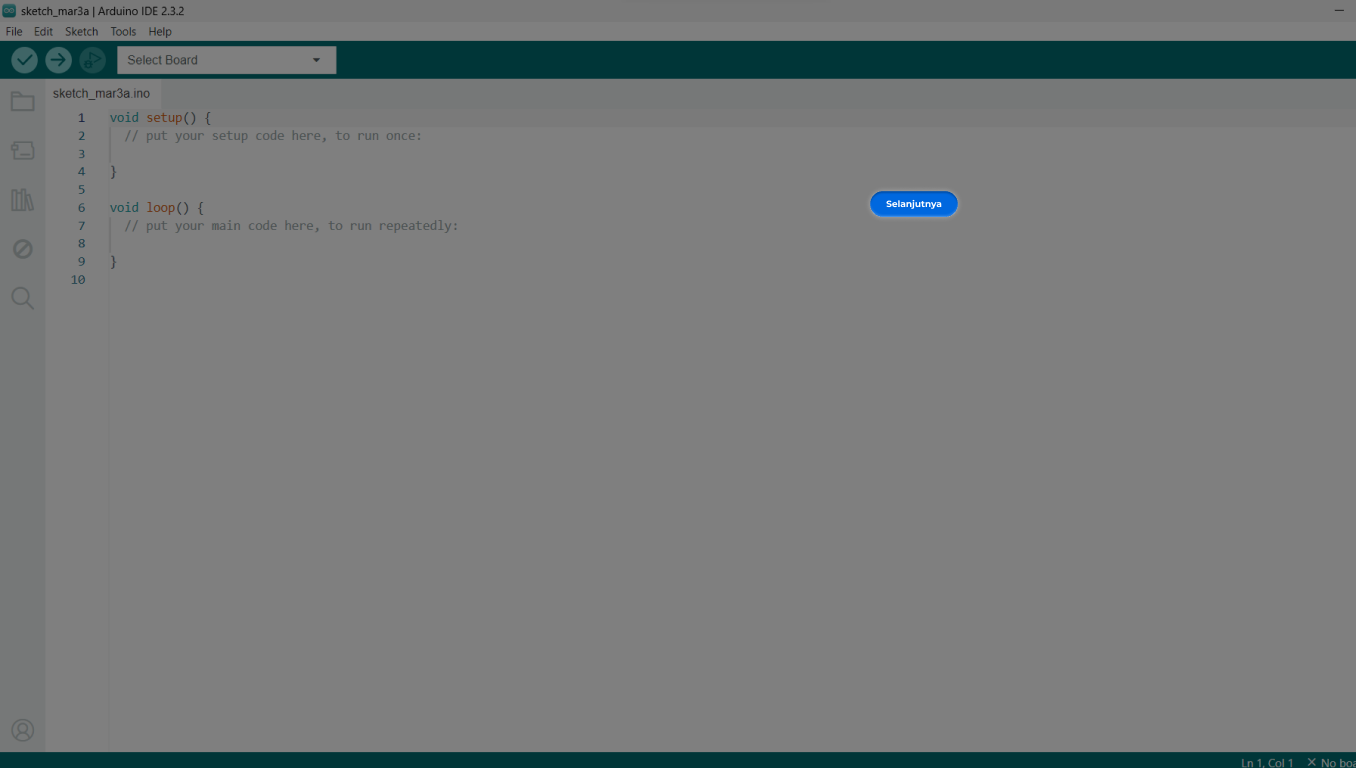 sketch_mar3a | Arduino IDE 2.3.2
File Edit Sketch Tools Help
Select Board
sketch_mar3a.ino
1 void setup() {
2 // put your setup code here, to run once:
3
4 }
5
6 void loop() {
7 // put your main code here, to run repeatedly:
8
9 }
10
Selanjutnya
Ln 1, Col 1 × No boa